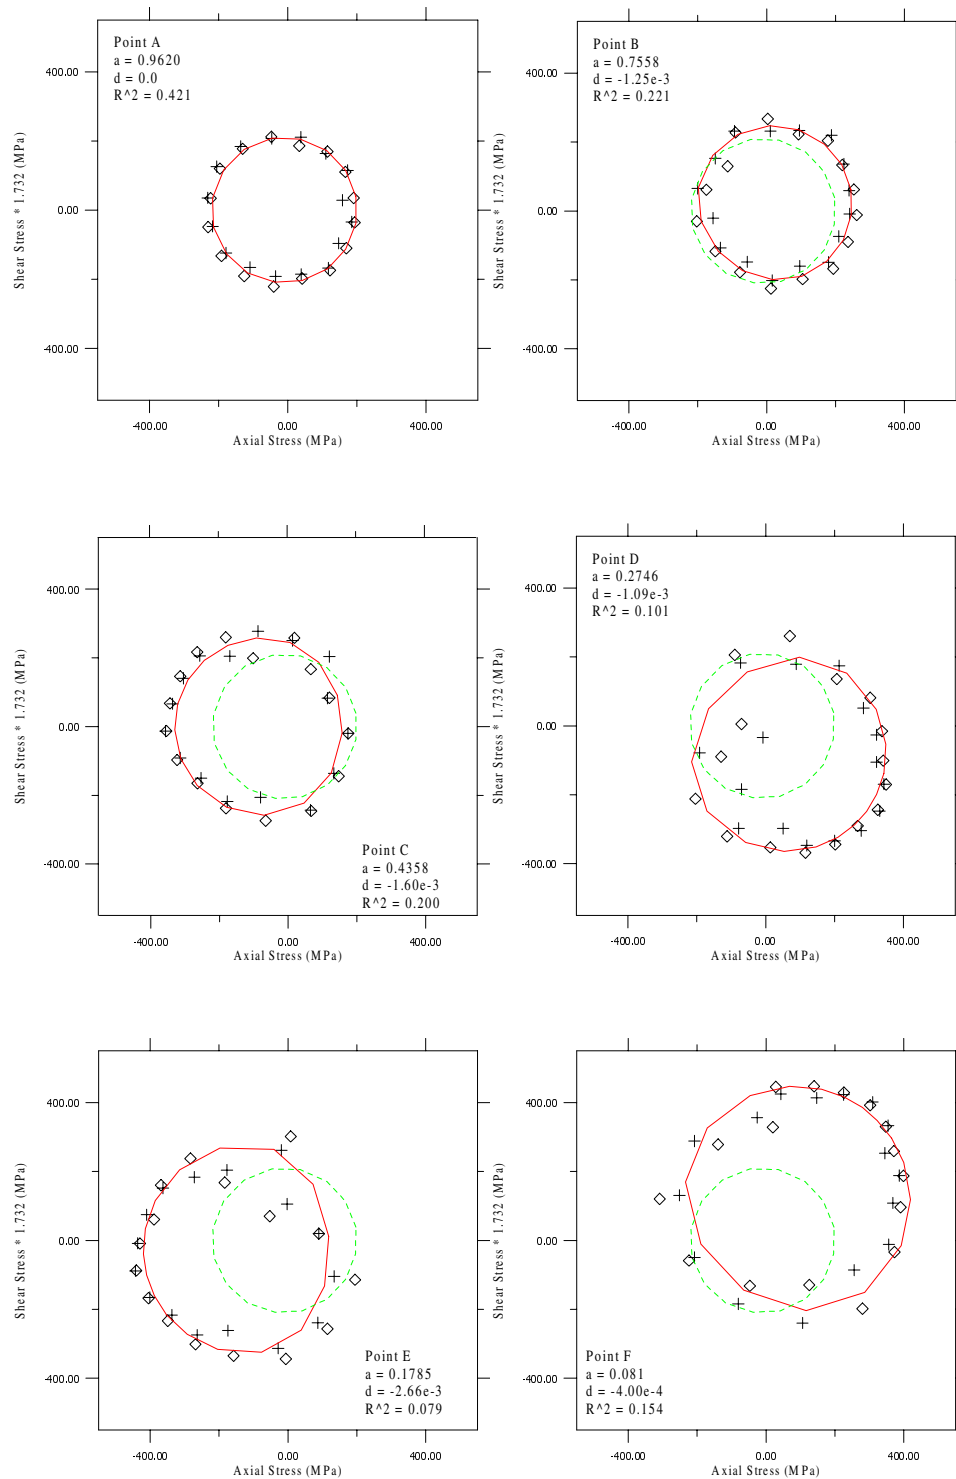 Point A
a = 0.9620
d = 0.0
R^2 = 0.421
400.00
0.00
-400.00
Shear Stress * 1.732 (MPa)
-400.00 0.00 400.00
Axial Stress (MPa)
Point B
a = 0.7558
d = -1.25e-3
R^2 = 0.221
400.00
0.00
-400.00
Shear Stress * 1.732 (MPa)
-400.00 0.00 400.00
Axial Stress (MPa)
400.00
0.00
-400.00
Shear Stress * 1.732 (MPa)
Point C
a = 0.4358
d = -1.60e-3
R^2 = 0.200
-400.00 0.00 400.00
Axial Stress (MPa)
Point D
a = 0.2746
d = -1.09e-3
R^2 = 0.101
400.00
0.00
-400.00
Shear Stress * 1.732 (MPa)
-400.00 0.00 400.00
Axial Stress (MPa)
400.00
0.00
-400.00
Shear Stress * 1.732 (MPa)
Point E
a = 0.1785
d = -2.66e-3
R^2 = 0.079
-400.00 0.00 400.00
Axial Stress (MPa)
400.00
0.00
-400.00
Shear Stress * 1.732 (MPa)
Point F
a = 0.081
d = -4.00e-4
R^2 = 0.154
-400.00 0.00 400.00
Axial Stress (MPa)